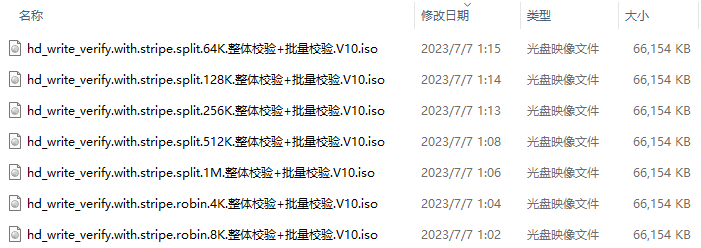 名称 修改日期 类型 大小
hd_write_verify.with.stripe.split.64K.整体校验+批量校验.V10.iso 2023/7/7 1:15 光盘映像文件 66,154 KB
hd_write_verify.with.stripe.split.128K.整体校验+批量校验.V10.iso 2023/7/7 1:14 光盘映像文件 66,154 KB
hd_write_verify.with.stripe.split.256K.整体校验+批量校验.V10.iso 2023/7/7 1:13 光盘映像文件 66,154 KB
hd_write_verify.with.stripe.split.512K.整体校验+批量校验.V10.iso 2023/7/7 1:08 光盘映像文件 66,154 KB
hd_write_verify.with.stripe.split.1M.整体校验+批量校验.V10.iso 2023/7/7 1:06 光盘映像文件 66,154 KB
hd_write_verify.with.stripe.robin.4K.整体校验+批量校验.V10.iso 2023/7/7 1:04 光盘映像文件 66,154 KB
hd_write_verify.with.stripe.robin.8K.整体校验+批量校验.V10.iso 2023/7/7 1:02 光盘映像文件 66,154 KB